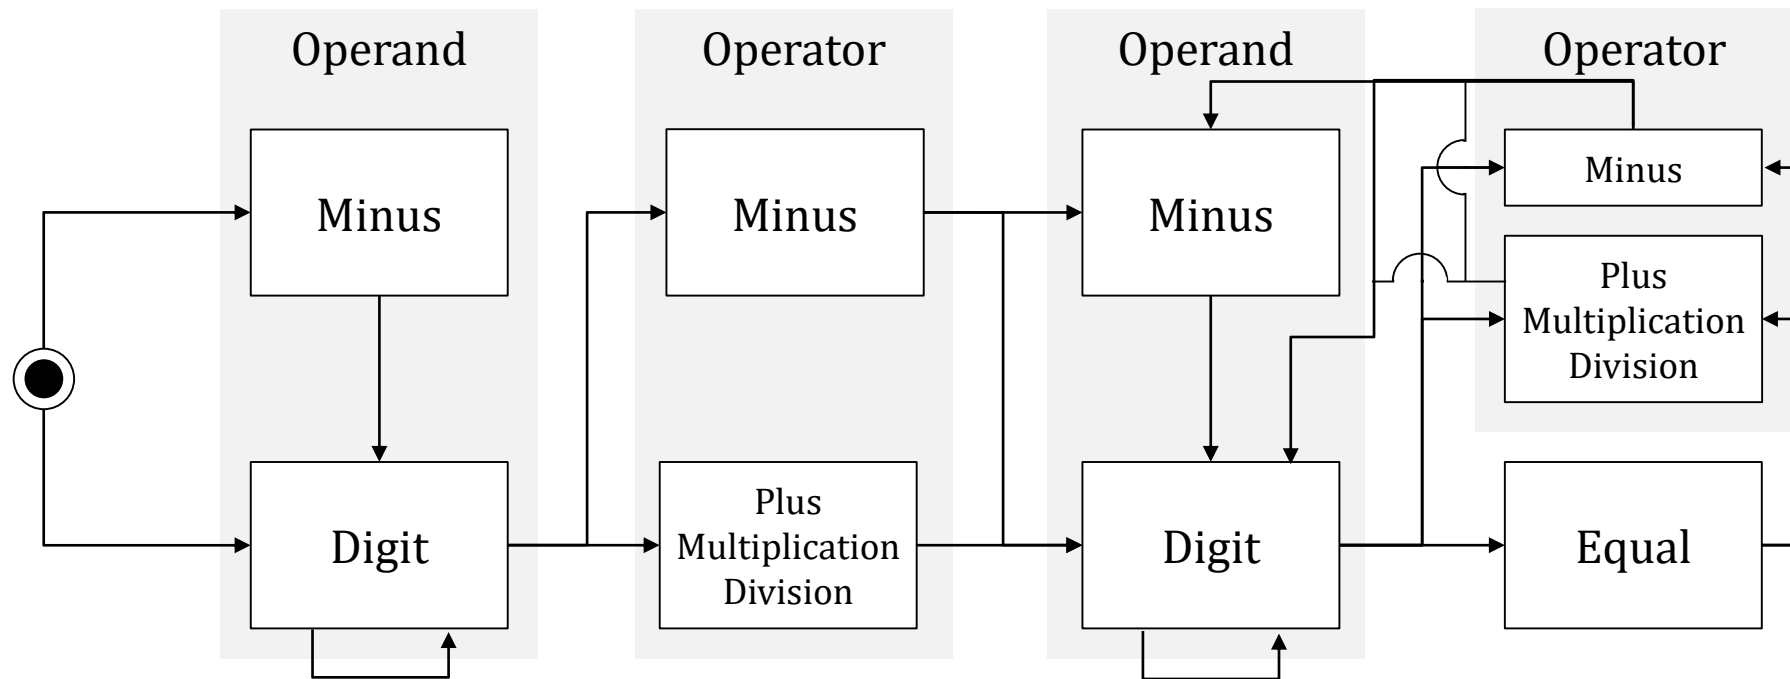 Operand
Operator
Operand
Operator
Minus
Minus
Minus
Minus
Plus
Multiplication
Division
Digit
Plus
Multiplication
Division
Digit
Equal